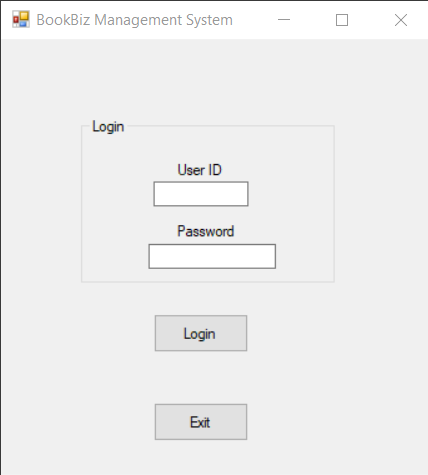 BookBiz Management System
Login
User ID
Password
Login
Exit